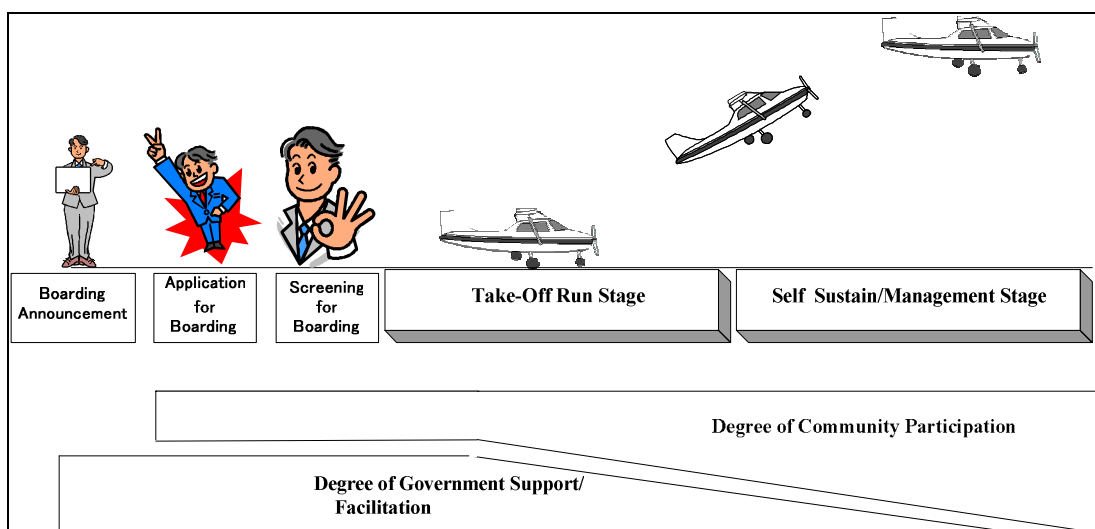 Boarding
Announcement
Application
for
Boarding
Screening
for
Boarding
Take-Off Run Stage
Self Sustain/Management Stage
Degree of Community Participation
Degree of Government Support/
Facilitation